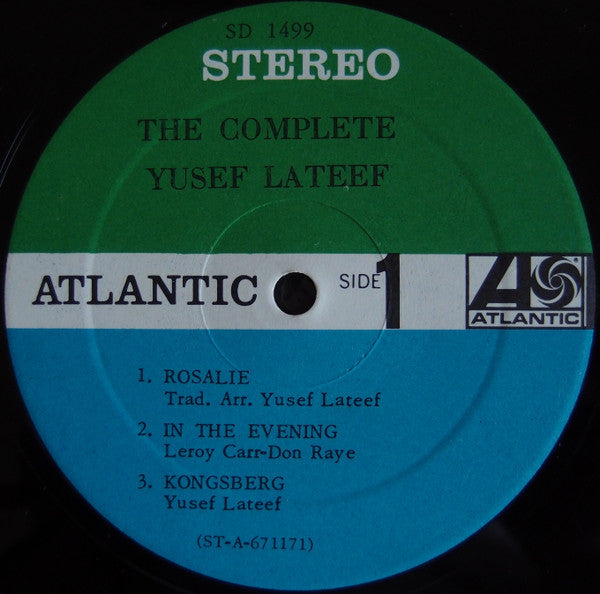 SD 1499
STEREO
THE COMPLETE
YUSEF LATEEF
ATLANTIC
SIDE 1
ATLANTIC
1. ROSALIE
Trad. Arr. Yusef Lateef
2. IN THE EVENING
Leroy Carr-Don Raye
3. KONGSBERG
Yusef Lateef
(ST-A-671171)